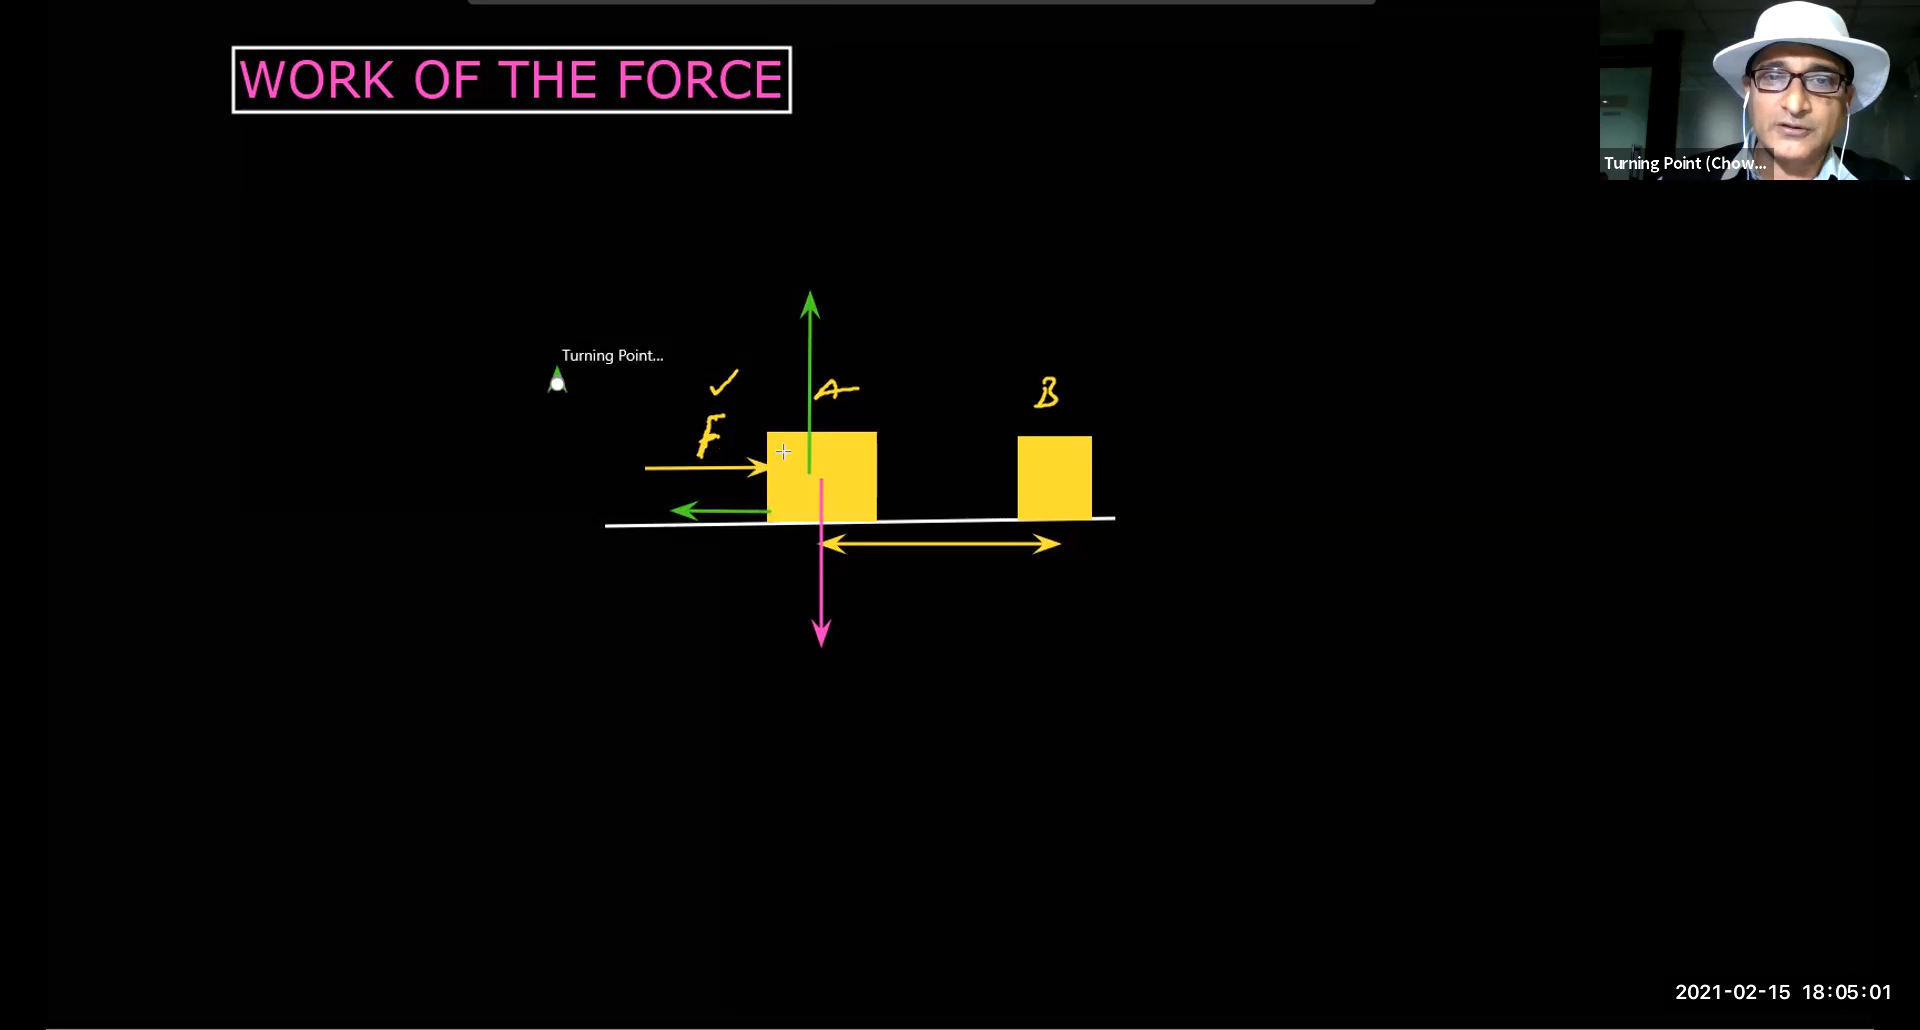 WORK OF THE FORCE
Turning Point (Chow...
Turning Point...
✓
F
A
B
2021-02-15 18:05:01